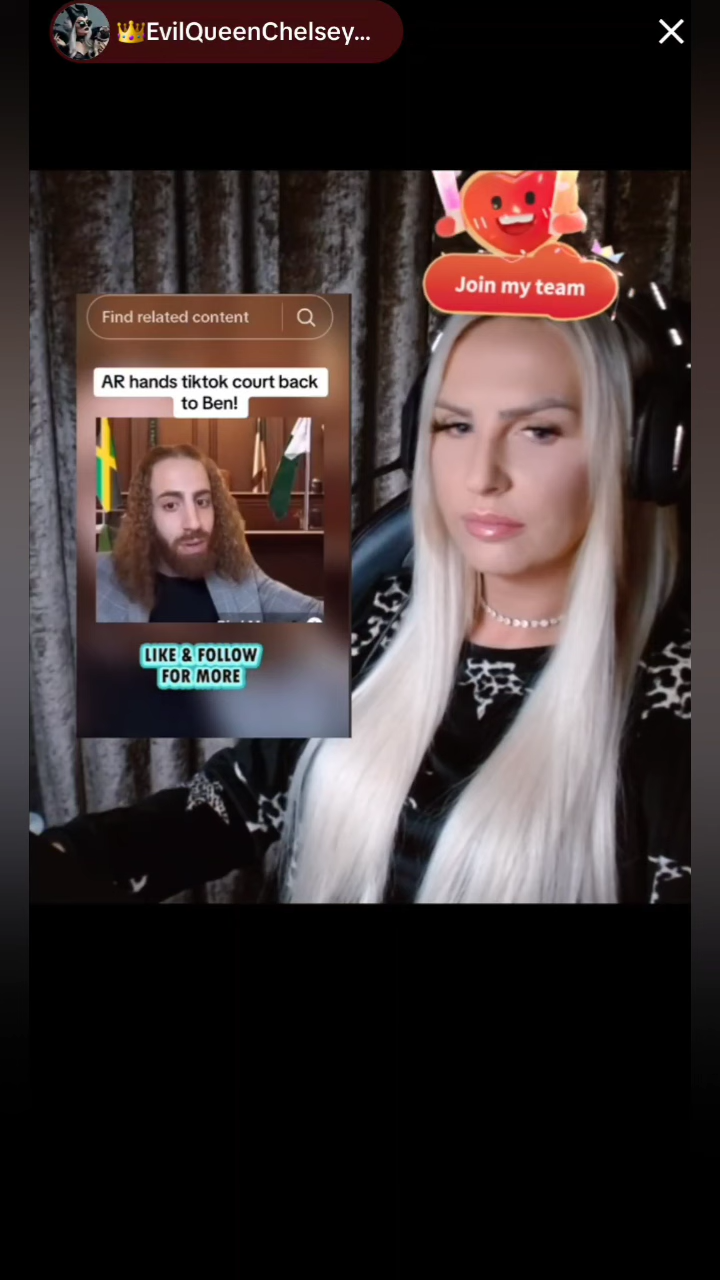 👑EvilQueenChelsey...
Join my team
Find related content
AR hands tiktok court back
to Ben!
LIKE & FOLLOW
FOR MORE